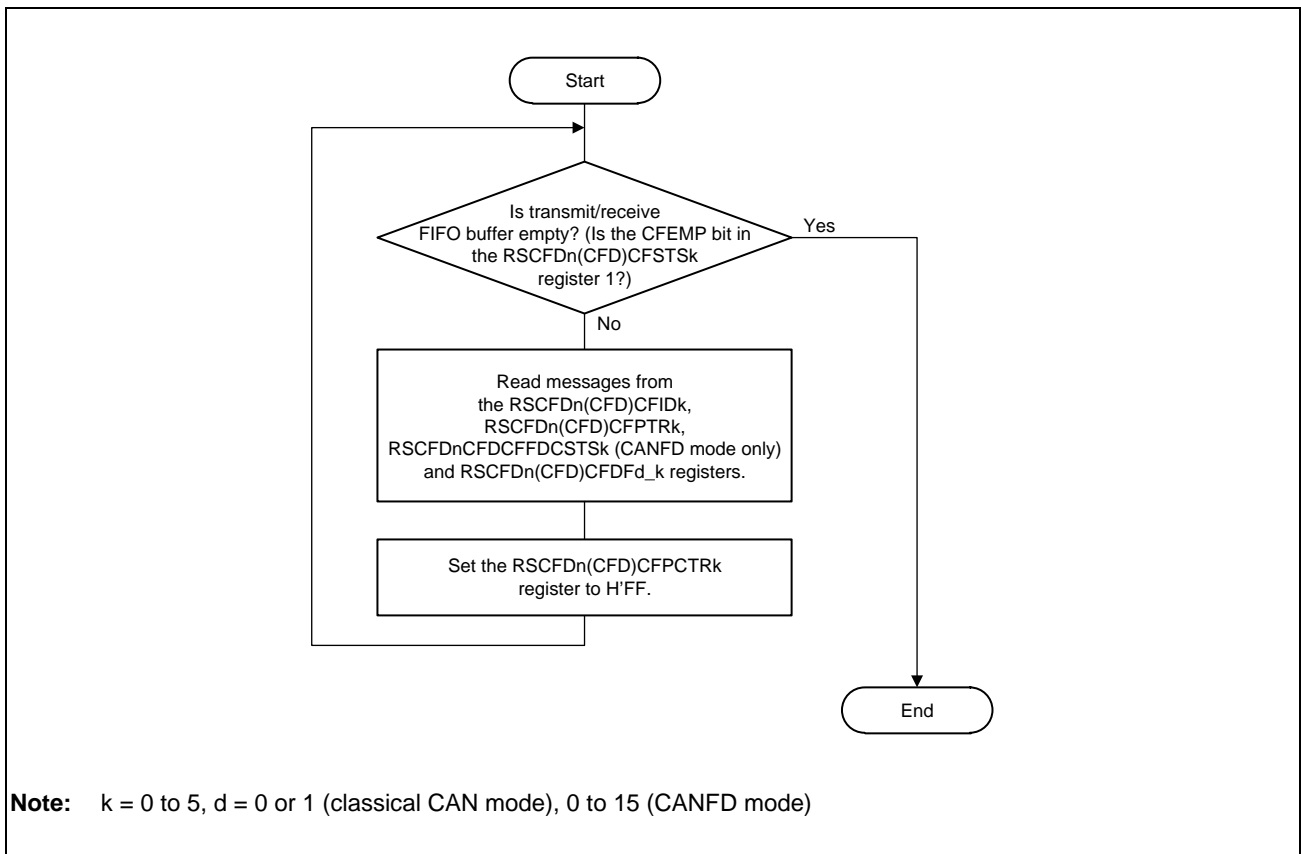 Start
Is transmit/receive
FIFO buffer empty? (Is the CFEMP bit in
the RSCFDn(CFD)CFSTSk
register 1?)
Yes
No
Read messages from
the RSCFDn(CFD)CFIDk,
RSCFDn(CFD)CFPTRk,
RSCFDnCFDCFFDCSTSk (CANFD mode only)
and RSCFDn(CFD)CFDFd_k registers.
Set the RSCFDn(CFD)CFPCTRk
register to H'FF.
End
Note: k = 0 to 5, d = 0 or 1 (classical CAN mode), 0 to 15 (CANFD mode)